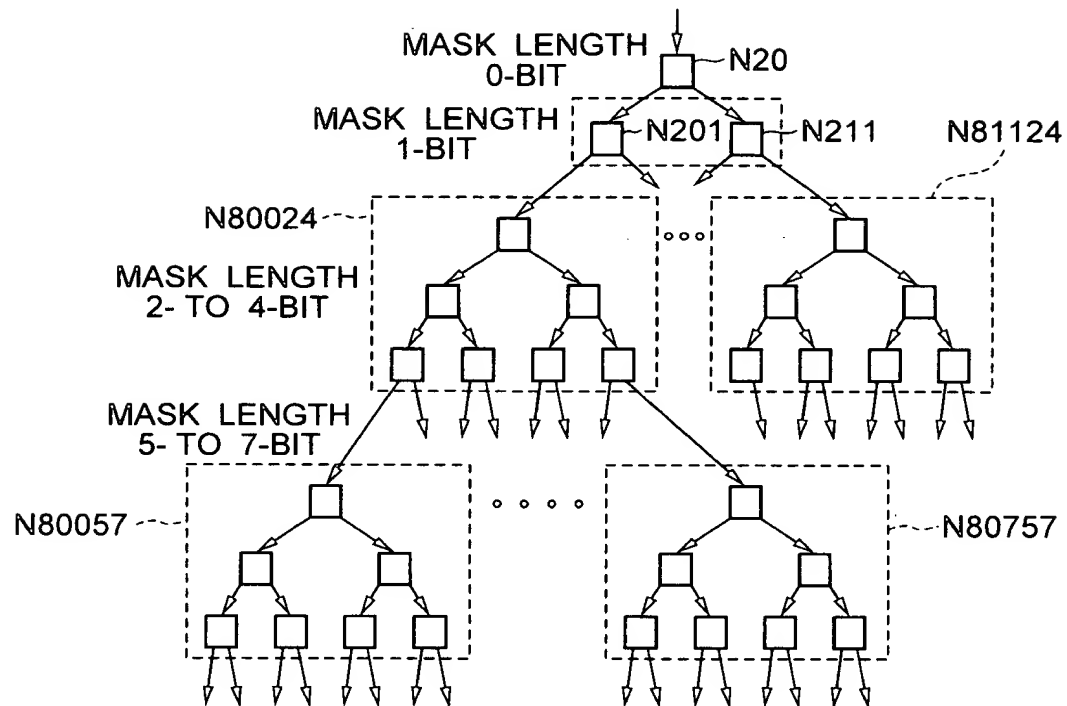 MASK LENGTH
0-BIT
N20
MASK LENGTH
1-BIT
N201
N211
N81124
N80024
MASK LENGTH
2- TO 4-BIT
MASK LENGTH
5- TO 7-BIT
N80057
N80757